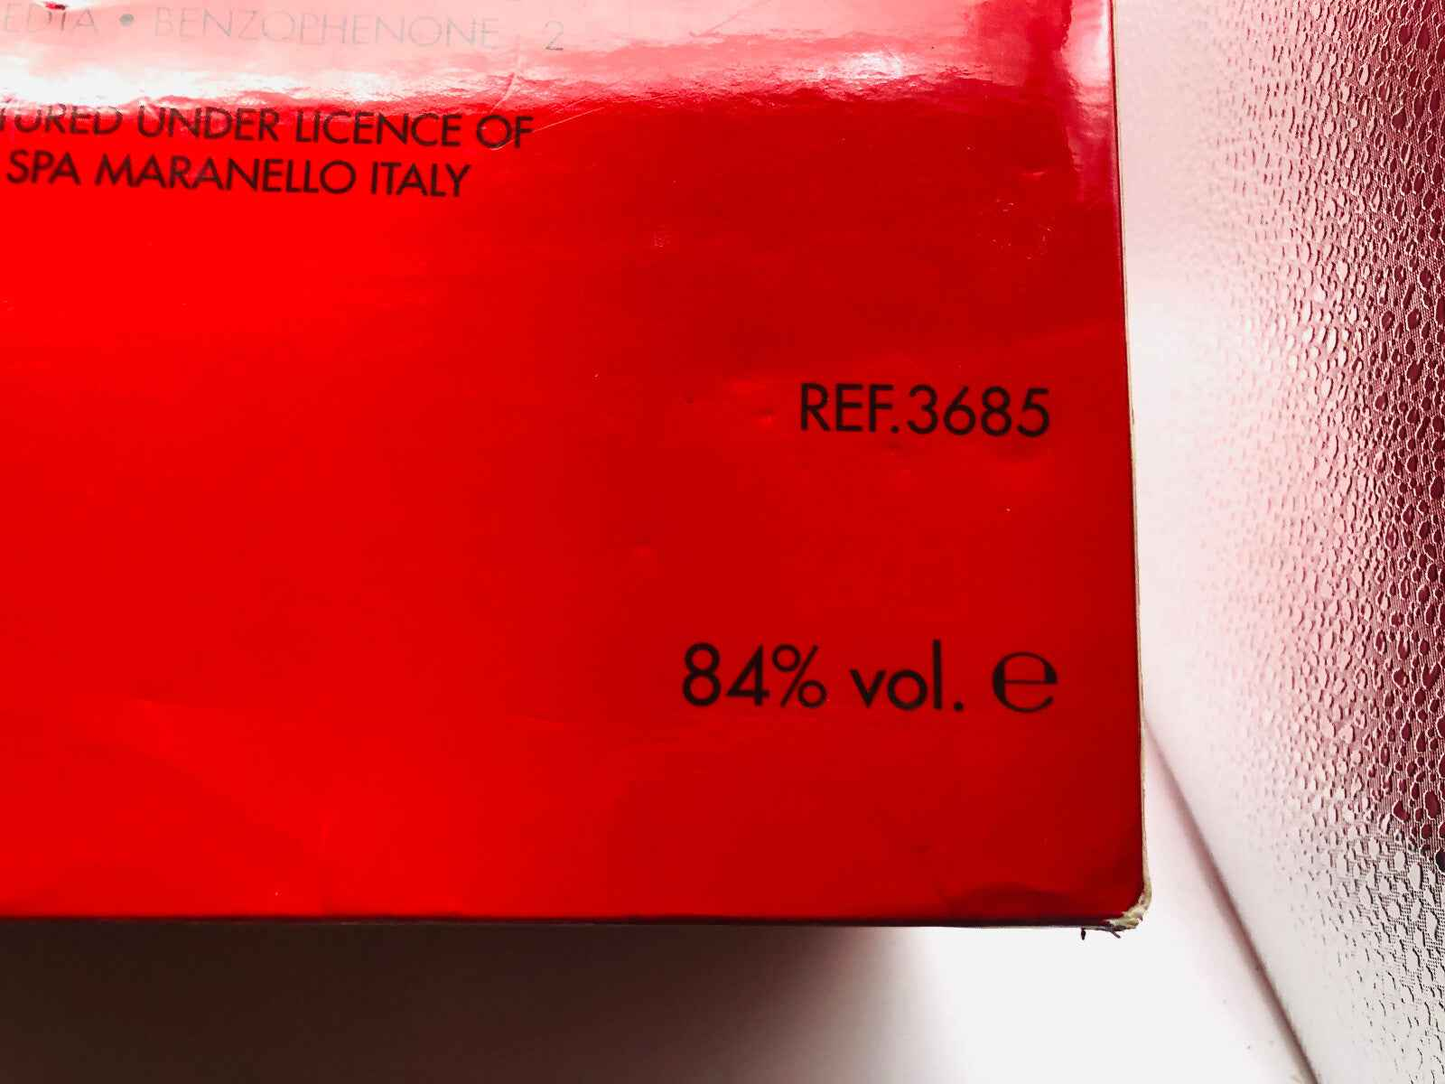 EDTA • BENZOPHENONE 2
TURED UNDER LICENCE OF
SPA MARANELLO ITALY
REF.3685
84% vol. ℮